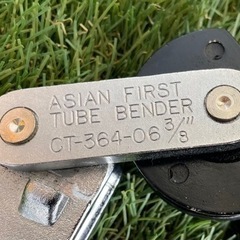 ASIAN FIRST
TUBE BENDER
CT-364-06 3/8"